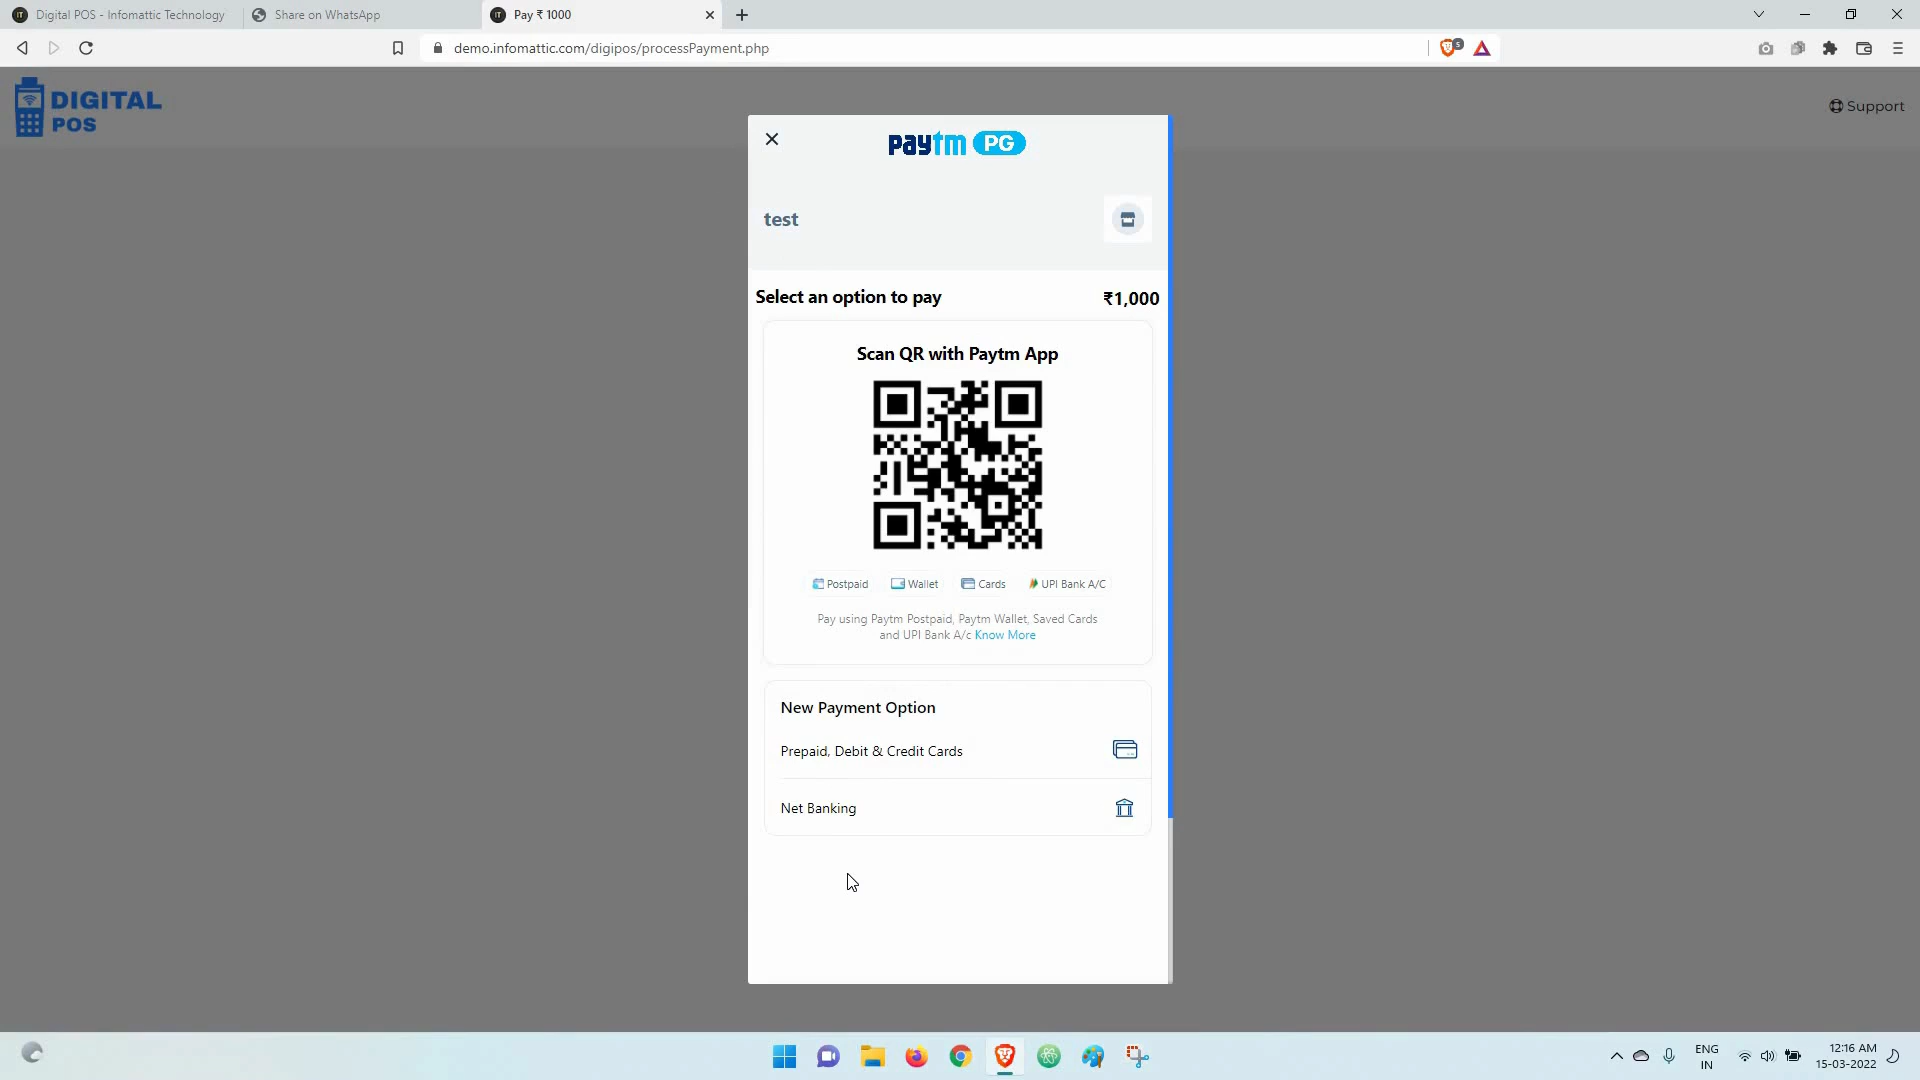 Digital POS - Infomattic Technology
Share on WhatsApp
Pay ₹ 1000
demo.infomattic.com/digipos/processPayment.php
5
DIGITAL
POS
Support
paytm PG
test
Select an option to pay
₹1,000
Scan QR with Paytm App
Postpaid
Wallet
Cards
UPI Bank A/C
Pay using Paytm Postpaid, Paytm Wallet, Saved Cards
and UPI Bank A/c Know More
New Payment Option
Prepaid, Debit & Credit Cards
Net Banking
ENG
IN
12:16 AM
15-03-2022